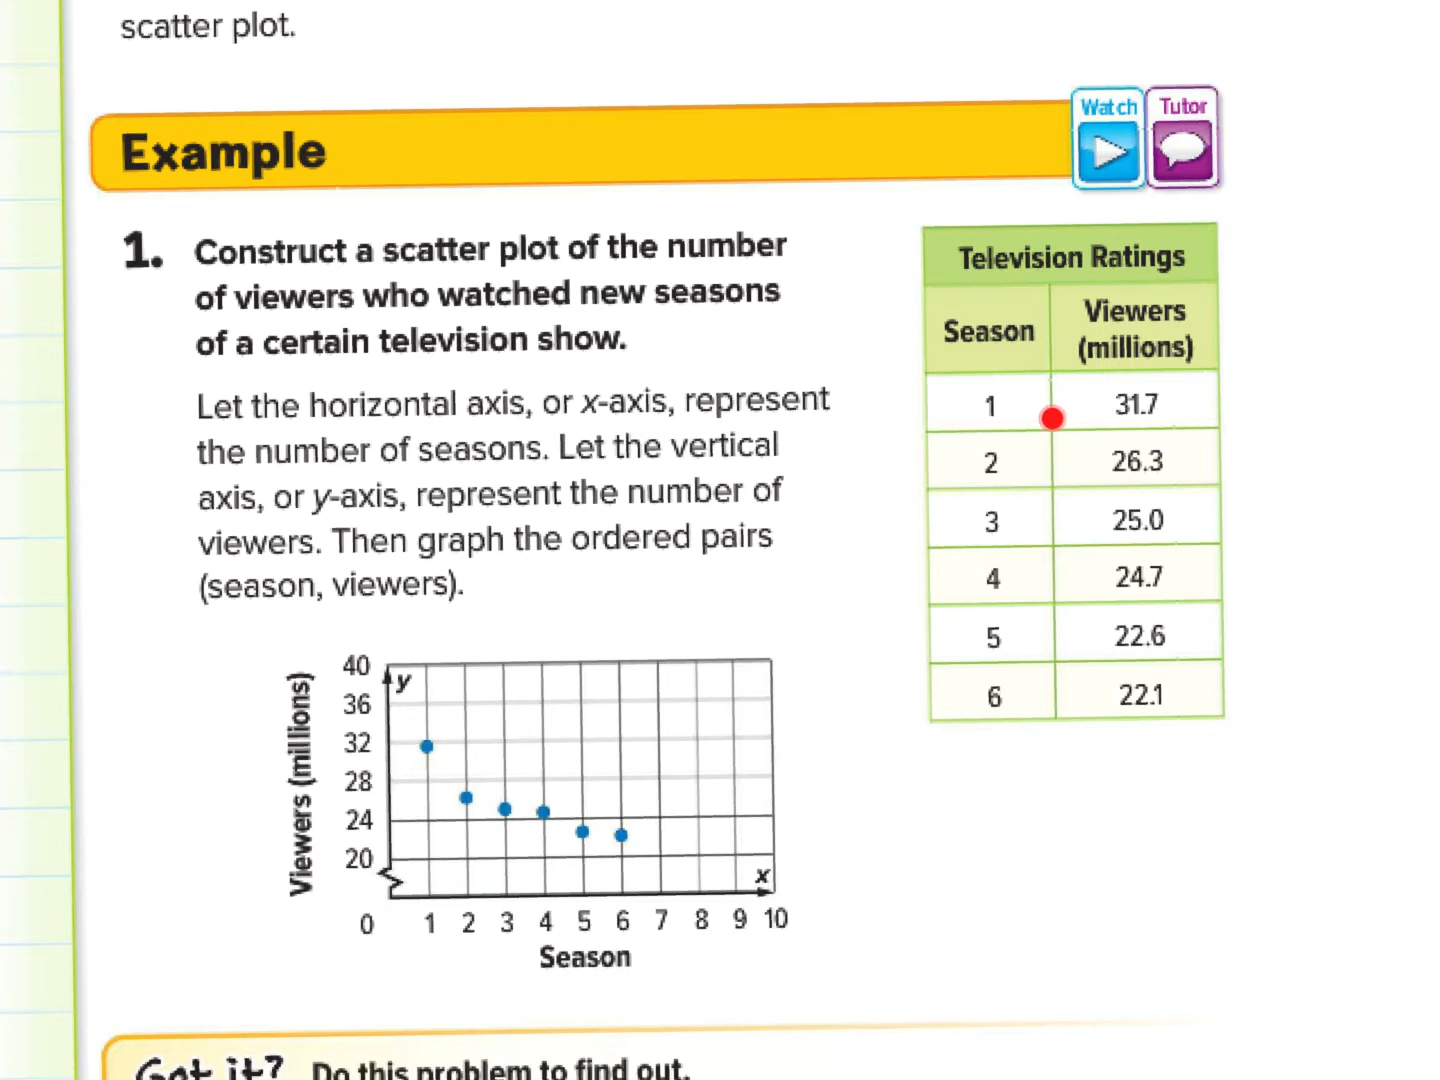 scatter plot.
Watch Tutor
Example
1. Construct a scatter plot of the number
of viewers who watched new seasons
of a certain television show.
Let the horizontal axis, or x-axis, represent
the number of seasons. Let the vertical
axis, or y-axis, represent the number of
viewers. Then graph the ordered pairs
(season, viewers).
Television Ratings
Season Viewers
(millions)
1 31.7
2 26.3
3 25.0
4 24.7
5 22.6
6 22.1
Viewers (millions)
40
36
32
28
24
20
0 1 2 3 4 5 6 7 8 9 10
y
x
Season
Got it? Do this problem to find out.